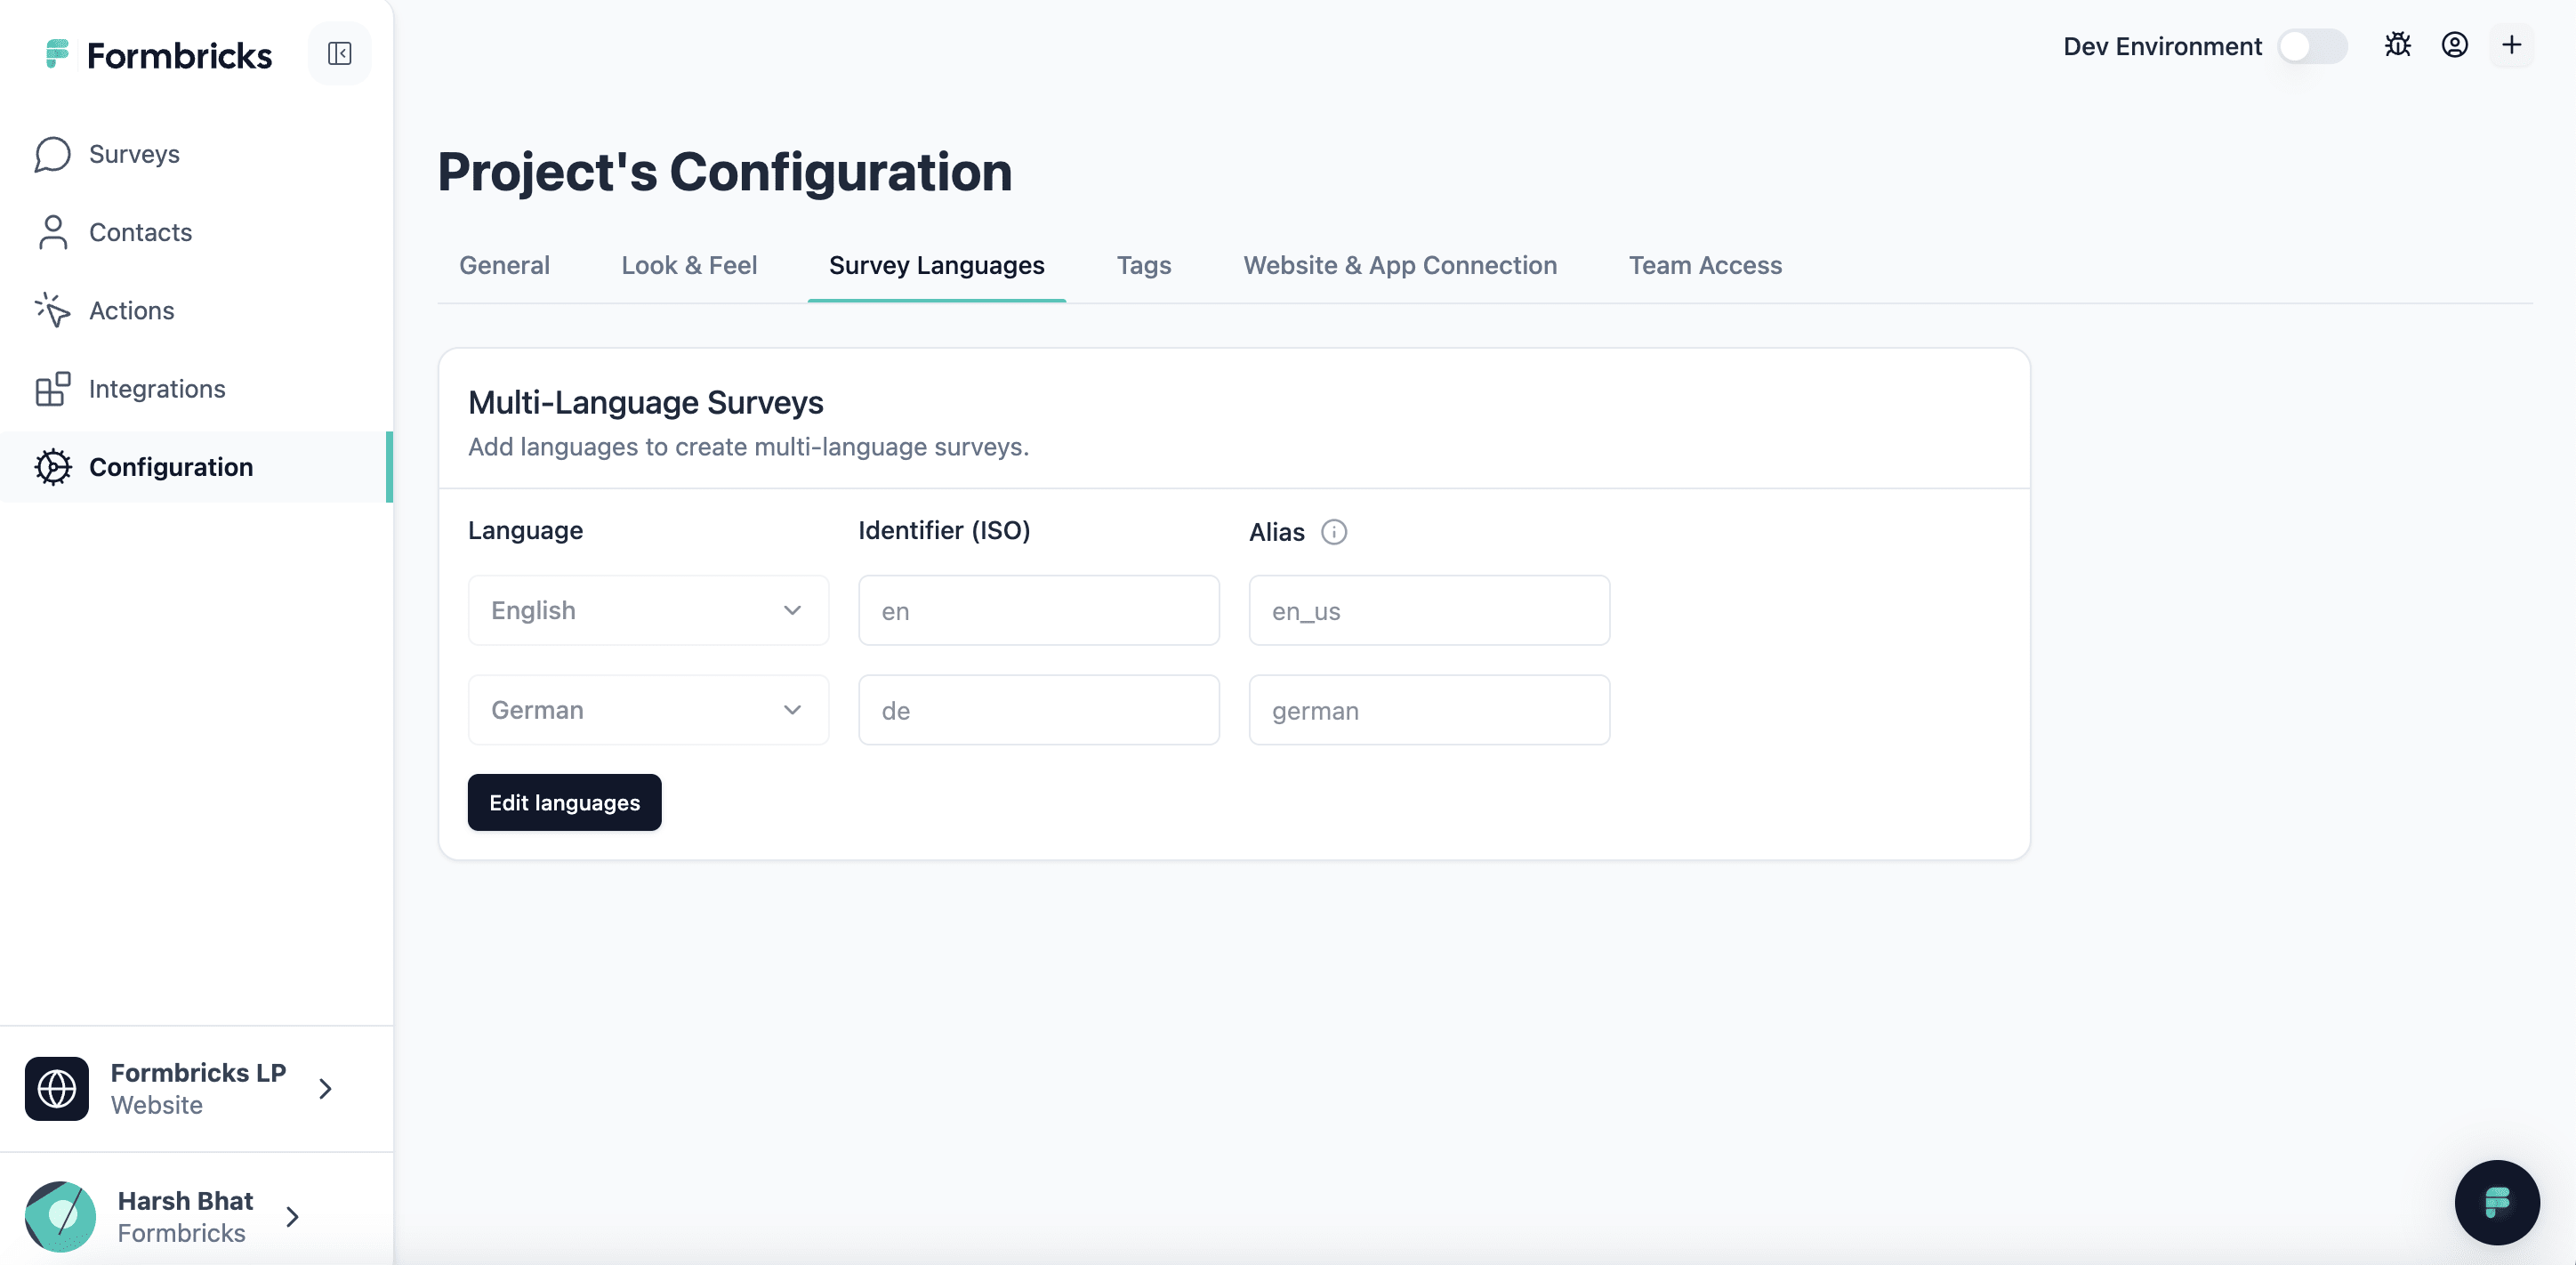 Formbricks
Surveys
Contacts
Actions
Integrations
Configuration
Formbricks LP
Website
Harsh Bhat
Formbricks
Dev Environment
Project's Configuration
General Look & Feel Survey Languages Tags Website & App Connection Team Access
Multi-Language Surveys
Add languages to create multi-language surveys.
Language Identifier (ISO) Alias
English en en_us
German de german
Edit languages